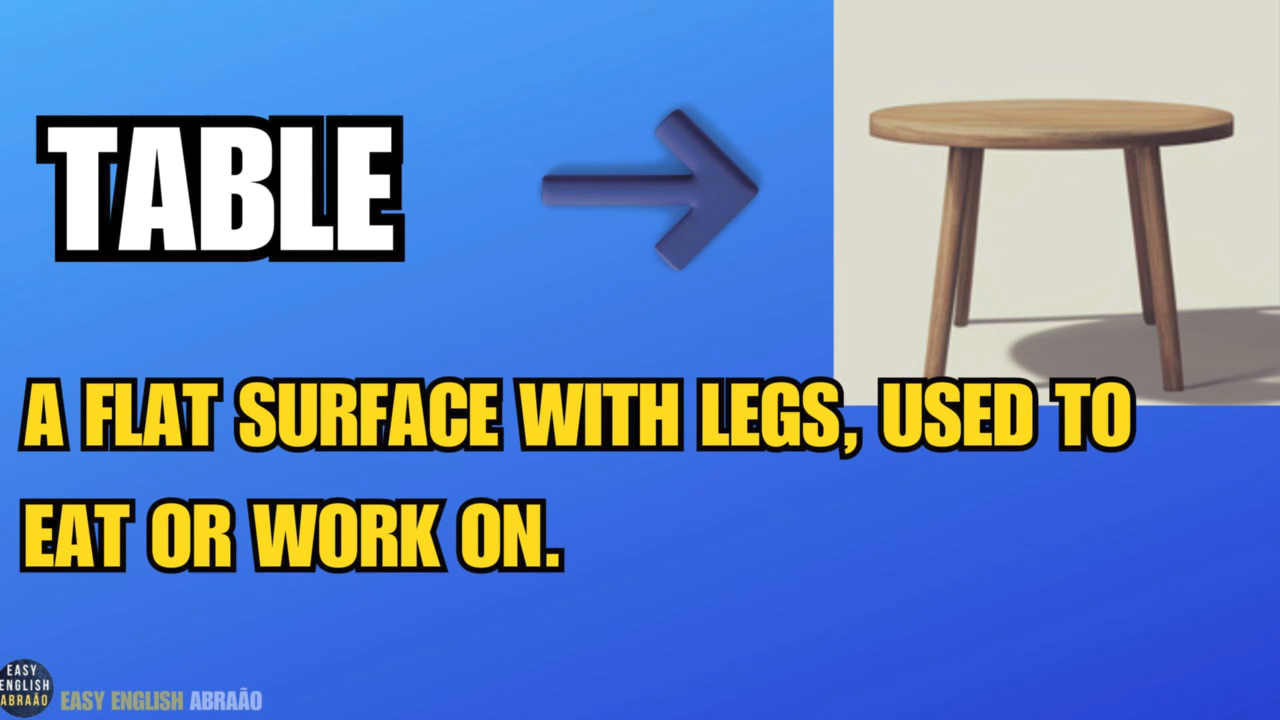 TABLE
A FLAT SURFACE WITH LEGS, USED TO
EAT OR WORK ON.
EASY
ENGLISH
ABRAÃO
EASY ENGLISH ABRAÃO